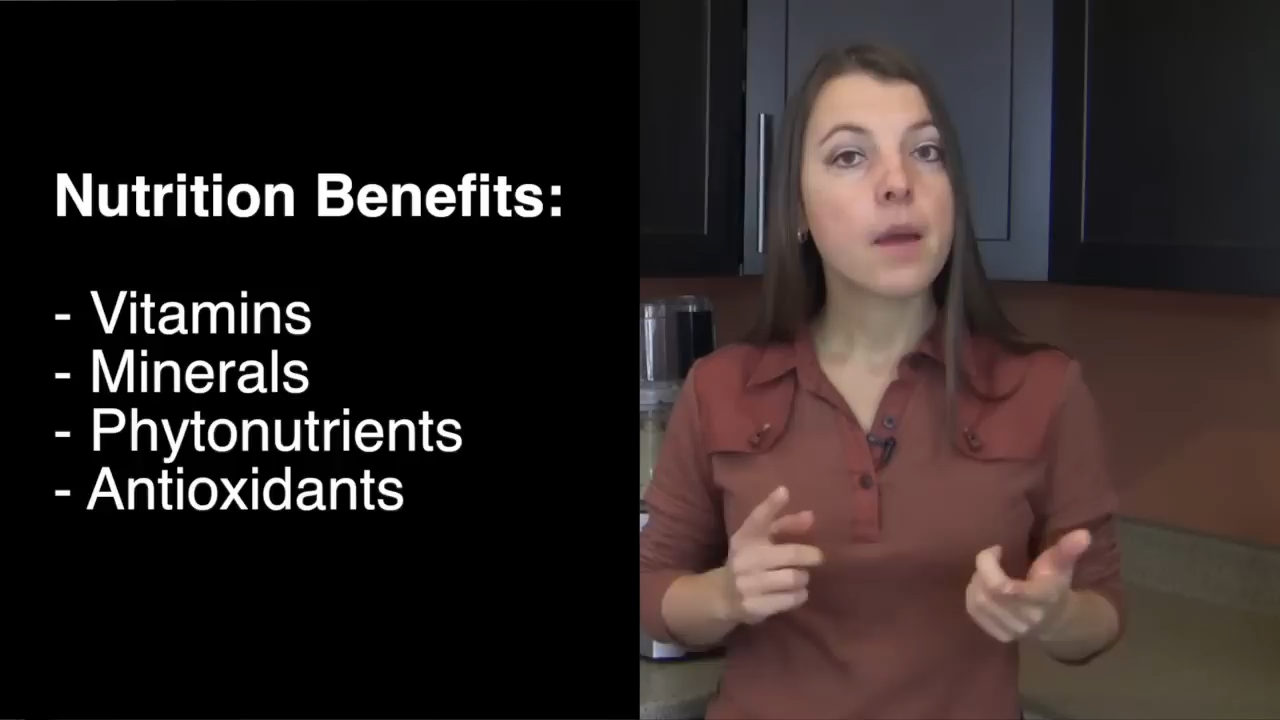 Nutrition Benefits:
- Vitamins
- Minerals
- Phytonutrients
- Antioxidants